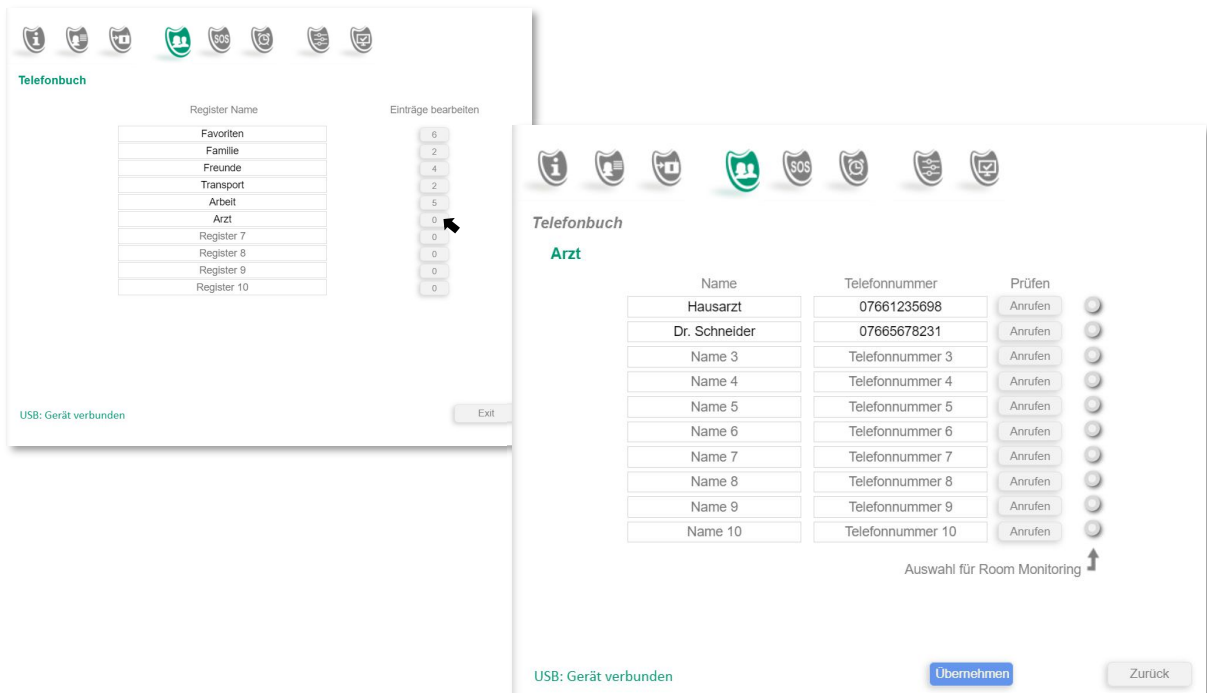 SOS
Telefonbuch
Register Name Einträge bearbeiten
Favoriten 6
Familie 2
Freunde 4
Transport 2
Arbeit 5
Arzt 0
Register 7 0
Register 8 0
Register 9 0
Register 10 0
USB: Gerät verbunden Exit
SOS
Telefonbuch
Arzt
Name Telefonnummer Prüfen
Hausarzt 07661235698 Anrufen
Dr. Schneider 07665678231 Anrufen
Name 3 Telefonnummer 3 Anrufen
Name 4 Telefonnummer 4 Anrufen
Name 5 Telefonnummer 5 Anrufen
Name 6 Telefonnummer 6 Anrufen
Name 7 Telefonnummer 7 Anrufen
Name 8 Telefonnummer 8 Anrufen
Name 9 Telefonnummer 9 Anrufen
Name 10 Telefonnummer 10 Anrufen
Auswahl für Room Monitoring
USB: Gerät verbunden Übernehmen Zurück